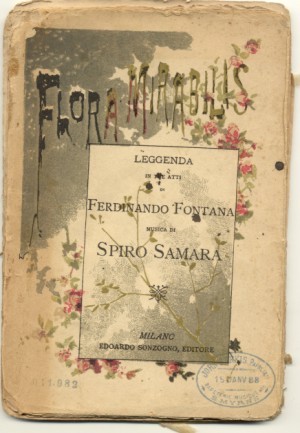 FLORA MIRABILIS
LEGGENDA
IN TRE ATTI
DI
FERDINANDO FONTANA
MUSICA DI
SPIRO SAMARA
MILANO
EDOARDO SONZOGNO, EDITORE